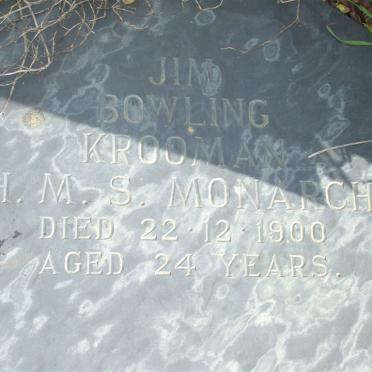 JIM
BOWLING
KROOMAN
H. M. S. MONARCH
DIED 22·12·1900
AGED 24 YEARS.